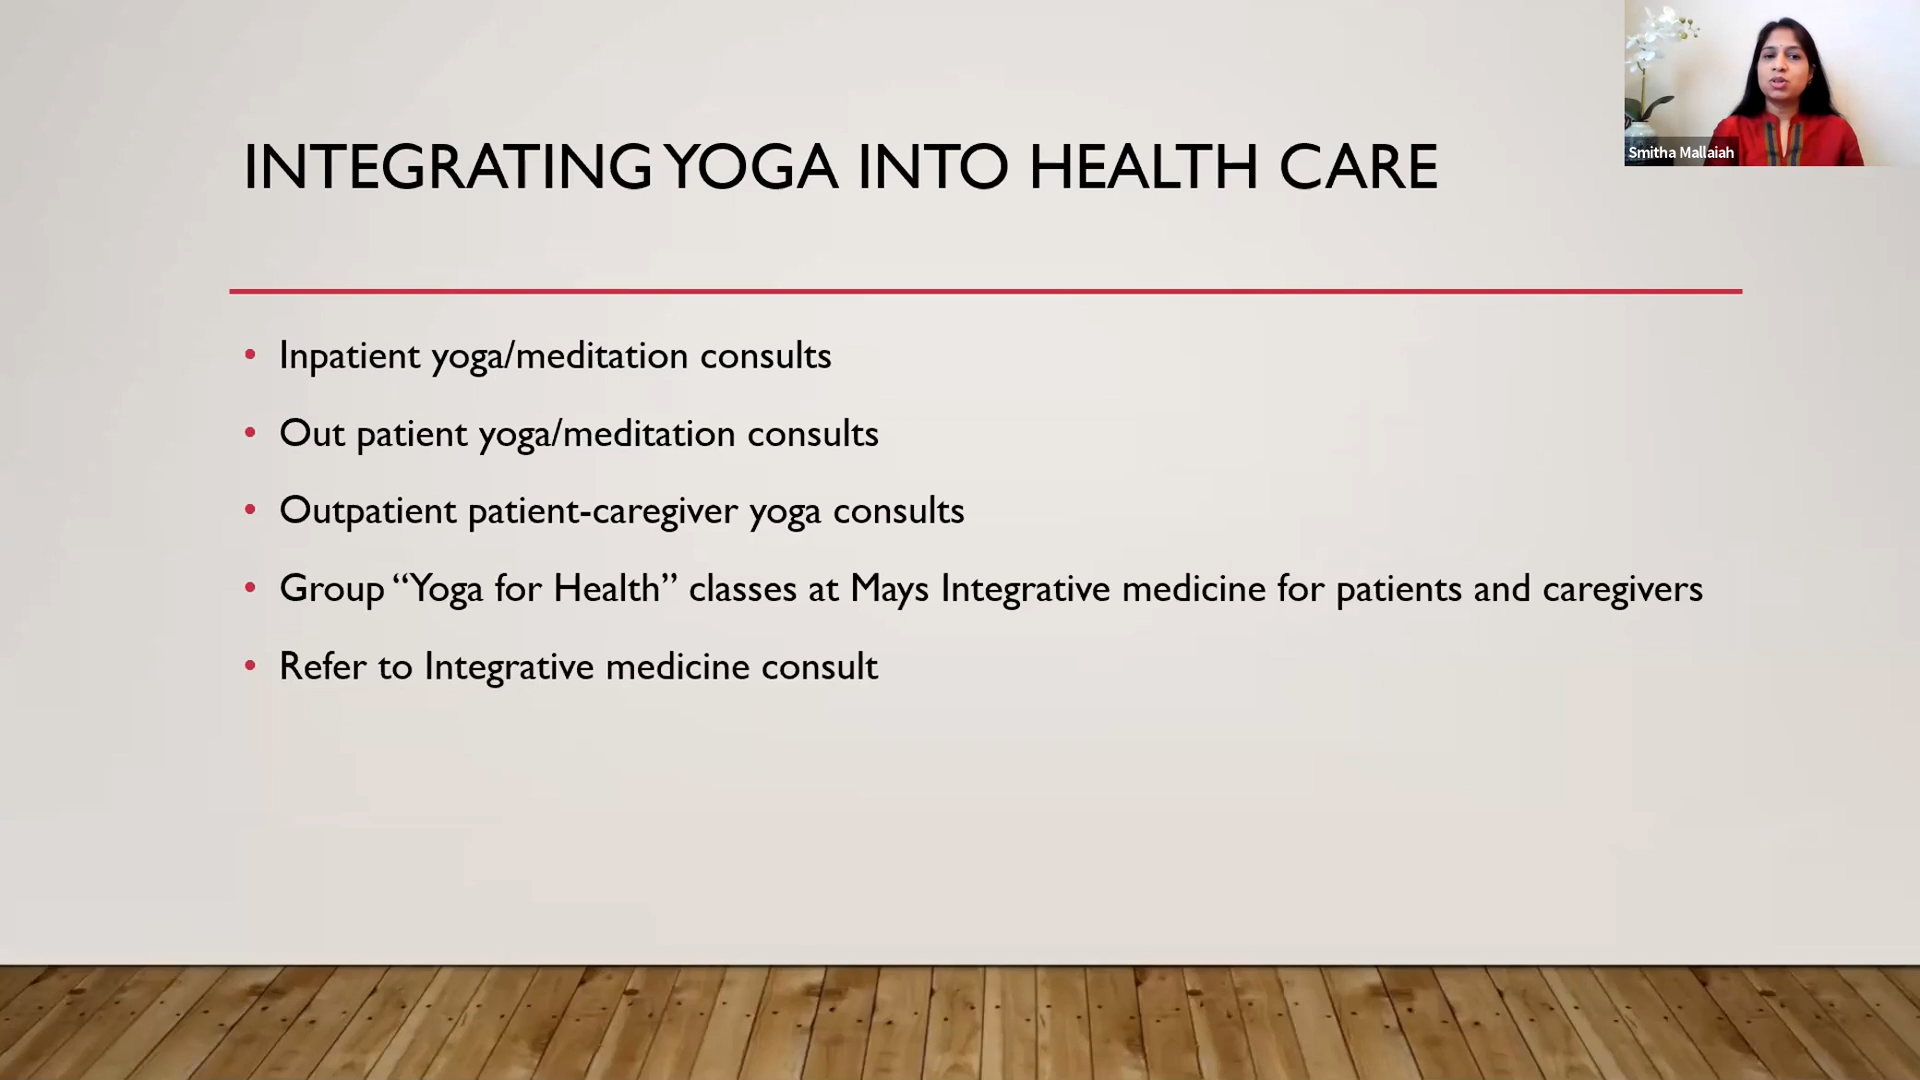 INTEGRATING YOGA INTO HEALTH CARE
Smitha Mallaiah
• Inpatient yoga/meditation consults
• Out patient yoga/meditation consults
• Outpatient patient-caregiver yoga consults
• Group “Yoga for Health” classes at Mays Integrative medicine for patients and caregivers
• Refer to Integrative medicine consult